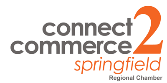 connect 2
commerce
springfield
Regional Chamber